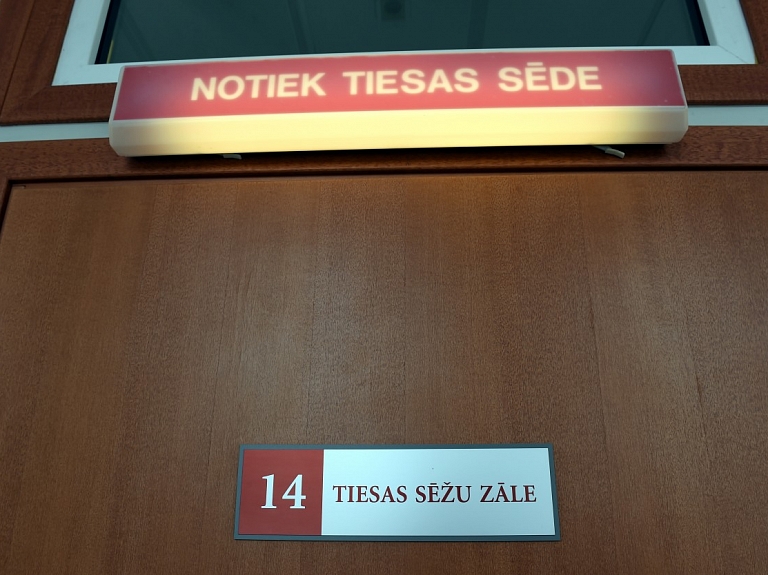 NOTIEK TIESAS SĒDE
14 TIESAS SĒŽU ZĀLE